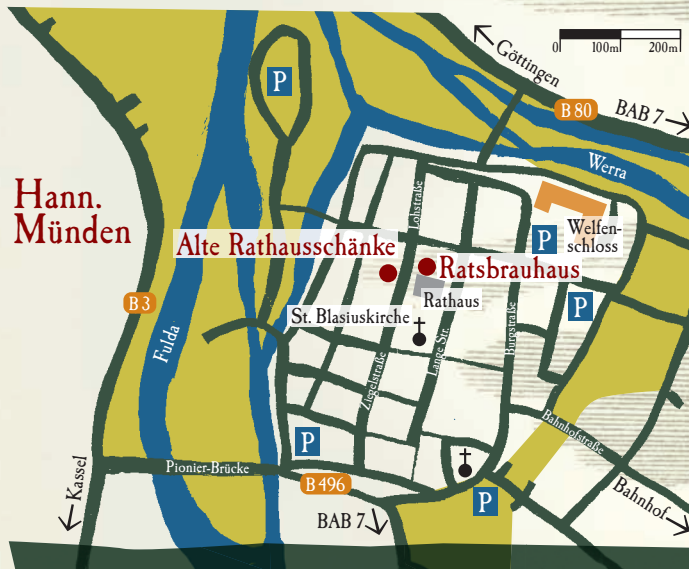 Göttingen
0 100m 200m
B 80
BAB 7
P
Werra
Hann.
Münden
Lohstraße
Welfen-
schloss
P
Alte Rathausschänke
Ratsbrauhaus
Rathaus
P
B 3
St. Blasiuskirche
Fulda
Lange Str.
Burgstraße
Ziegelstraße
Bahnhofstraße
P
Pionier-Brücke
Kassel
B 496
P
Bahnhof
BAB 7